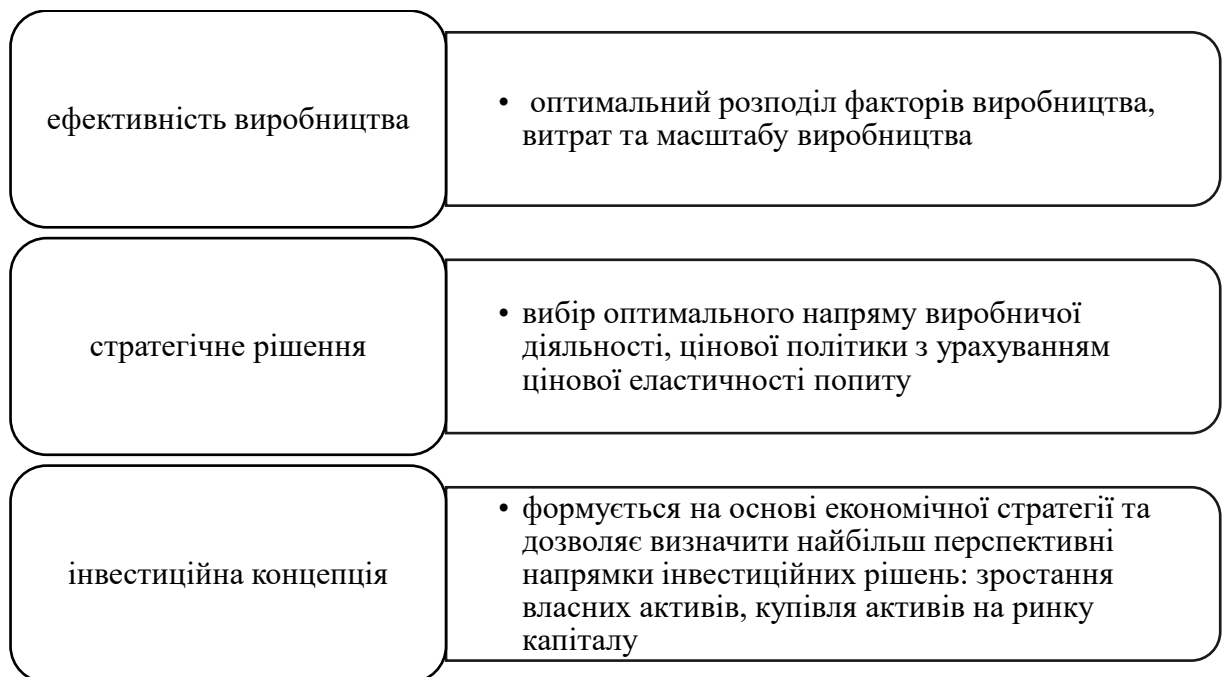 ефективність виробництва
• оптимальний розподіл факторів виробництва,
витрат та масштабу виробництва
стратегічне рішення
• вибір оптимального напряму виробничої
діяльності, цінової політики з урахуванням
цінової еластичності попиту
інвестиційна концепція
• формується на основі економічної стратегії та
дозволяє визначити найбільш перспективні
напрямки інвестиційних рішень: зростання
власних активів, купівля активів на ринку
капіталу